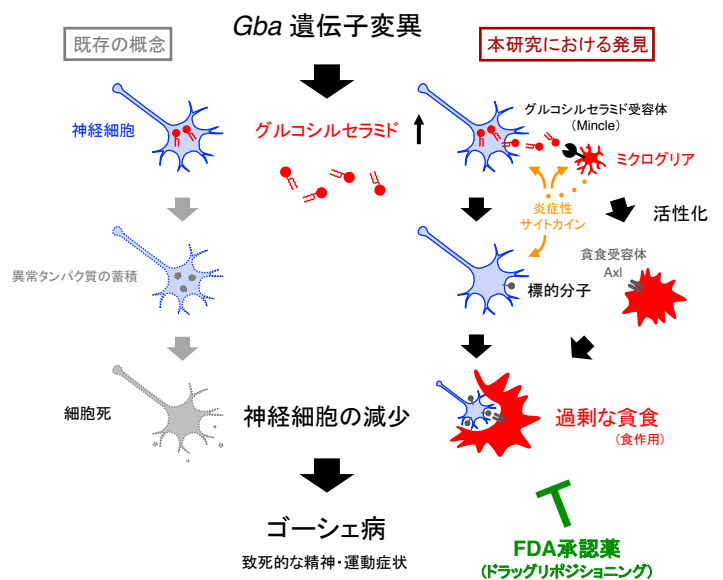 Gba 遺伝子変異
既存の概念
本研究における発見
神経細胞
グルコシルセラミド
グルコシルセラミド受容体
(Mincle)
ミクログリア
炎症性
サイトカイン
活性化
異常タンパク質の蓄積
標的分子
貪食受容体
Axl
細胞死
神経細胞の減少
過剰な貪食
(食作用)
ゴーシェ病
致死的な精神・運動症状
FDA承認薬
(ドラッグリポジショニング)